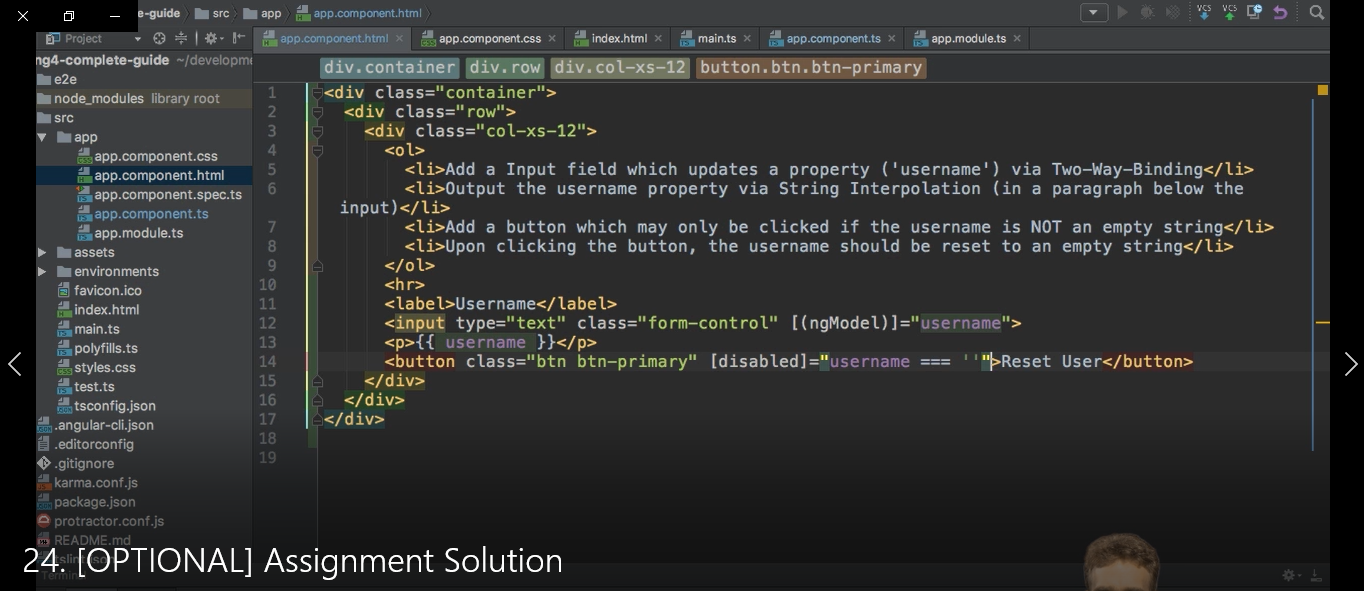 e-guide src app app.component.html
VCS VCS
Project
app.component.html app.component.css index.html main.ts app.component.ts app.module.ts
ng4-complete-guide ~/developme
div.container div.row div.col-xs-12 button.btn.btn-primary
e2e
node_modules library root
src
app
app.component.css
app.component.html
app.component.spec.ts
app.component.ts
app.module.ts
assets
environments
favicon.ico
index.html
main.ts
polyfills.ts
styles.css
test.ts
tsconfig.json
.angular-cli.json
.editorconfig
.gitignore
karma.conf.js
package.json
protractor.conf.js
README.md
tslint.json
Terminal
1 <div class="container">
2 <div class="row">
3 <div class="col-xs-12">
4 <ol>
5 <li>Add a Input field which updates a property ('username') via Two-Way-Binding</li>
6 <li>Output the username property via String Interpolation (in a paragraph below the
input)</li>
7 <li>Add a button which may only be clicked if the username is NOT an empty string</li>
8 <li>Upon clicking the button, the username should be reset to an empty string</li>
9 </ol>
10 <hr>
11 <label>Username</label>
12 <input type="text" class="form-control" [(ngModel)]="username">
13 <p>{{ username }}</p>
14 <button class="btn btn-primary" [disabled]="username === ''">Reset User</button>
15 </div>
16 </div>
17 </div>
18
19
24. [OPTIONAL] Assignment Solution